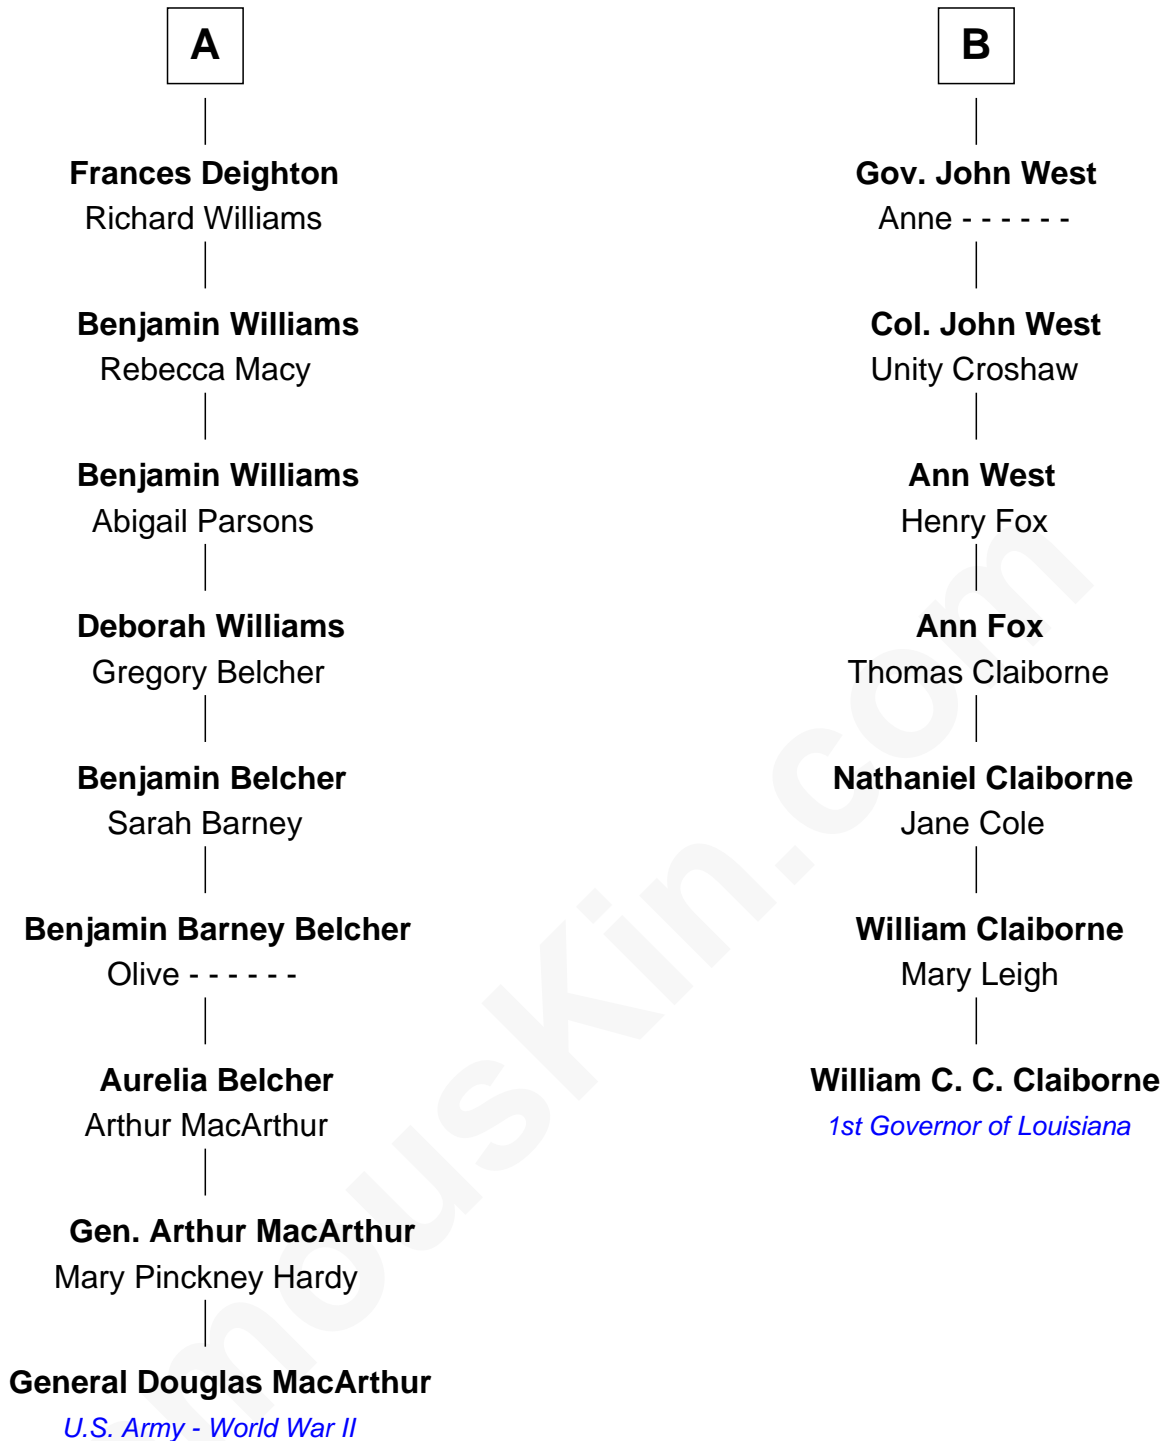 A
Frances Deighton
Richard Williams
Benjamin Williams
Rebecca Macy
Benjamin Williams
Abigail Parsons
Deborah Williams
Gregory Belcher
Benjamin Belcher
Sarah Barney
Benjamin Barney Belcher
Olive - - - - - -
Aurelia Belcher
Arthur MacArthur
Gen. Arthur MacArthur
Mary Pinckney Hardy
General Douglas MacArthur
U.S. Army - World War II
B
Gov. John West
Anne - - - - - -
Col. John West
Unity Croshaw
Ann West
Henry Fox
Ann Fox
Thomas Claiborne
Nathaniel Claiborne
Jane Cole
William Claiborne
Mary Leigh
William C. C. Claiborne
1st Governor of Louisiana
mousKin.com